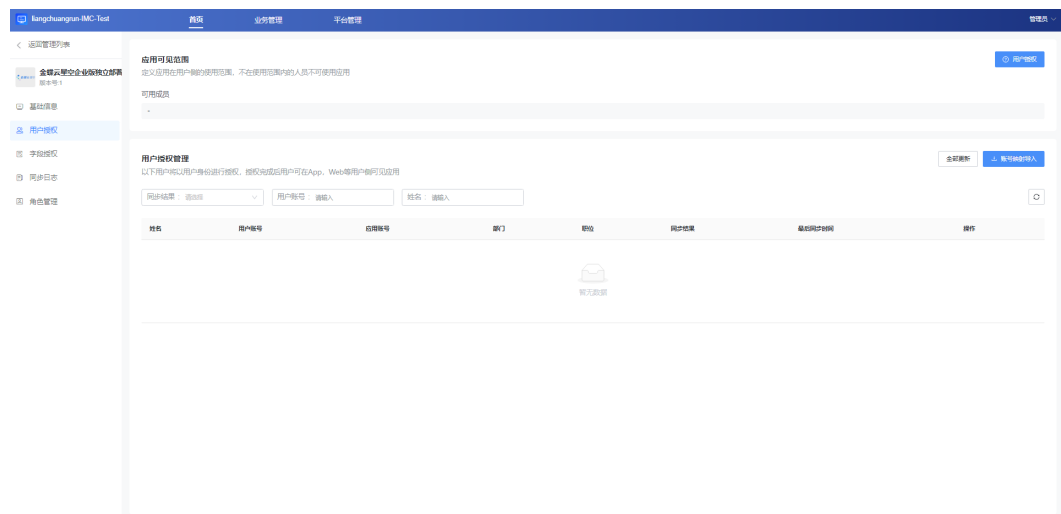 liangchuangrun-IMC-Test 首页 业务管理 平台管理 管理员
返回管理列表
金蝶云星空企业版独立部署
版本号 1
基础信息
用户授权
字段授权
同步日志
角色管理
应用可见范围 用户授权
定义应用在用户侧的使用范围，不在使用范围内的人员不可使用应用
可用成员
-
用户授权管理 全部更新 账号映射导入
以下用户将以用户身份进行授权，授权完成后用户可在App、Web等用户侧可见应用
同步结果： 请选择 用户账号： 请输入 姓名： 请输入
姓名 用户账号 应用账号 部门 职位 同步结果 最后同步时间 操作
暂无数据